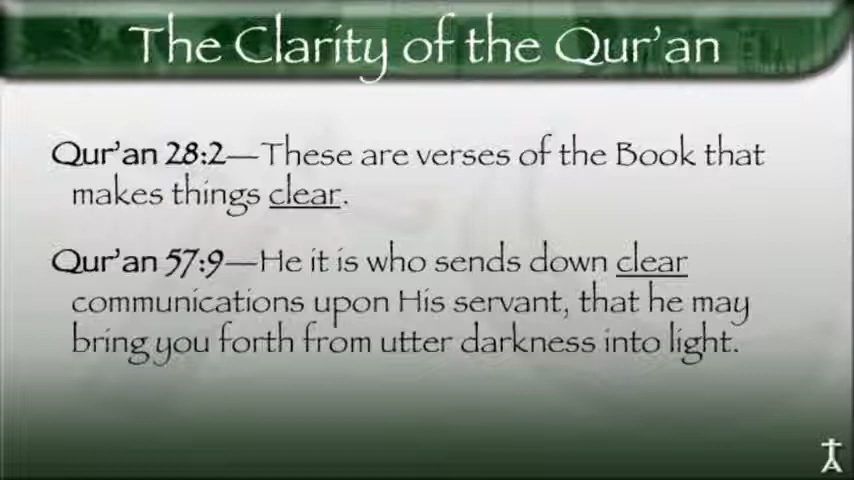 The Clarity of the Qur'an
Qur'an 28:2—These are verses of the Book that
makes things clear.
Qur'an 57:9—He it is who sends down clear
communications upon His servant, that he may
bring you forth from utter darkness into light.